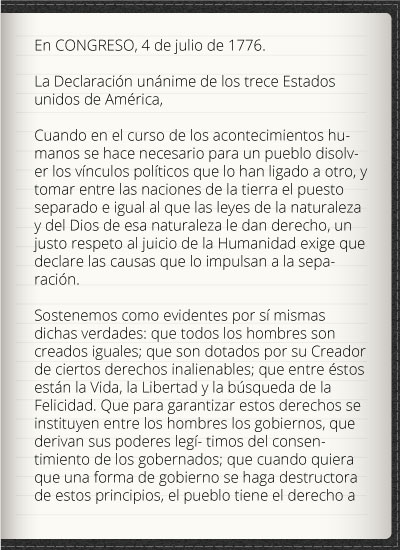 En CONGRESO, 4 de julio de 1776.
La Declaración unánime de los trece Estados
unidos de América,
Cuando en el curso de los acontecimientos hu-
manos se hace necesario para un pueblo disolv-
er los vínculos políticos que lo han ligado a otro, y
tomar entre las naciones de la tierra el puesto
separado e igual al que las leyes de la naturaleza
y del Dios de esa naturaleza le dan derecho, un
justo respeto al juicio de la Humanidad exige que
declare las causas que lo impulsan a la sepa-
ración.
Sostenemos como evidentes por sí mismas
dichas verdades: que todos los hombres son
creados iguales; que son dotados por su Creador
de ciertos derechos inalienables; que entre éstos
están la Vida, la Libertad y la búsqueda de la
Felicidad. Que para garantizar estos derechos se
instituyen entre los hombres los gobiernos, que
derivan sus poderes legí- timos del consen-
timiento de los gobernados; que cuando quiera
que una forma de gobierno se haga destructora
de estos principios, el pueblo tiene el derecho a